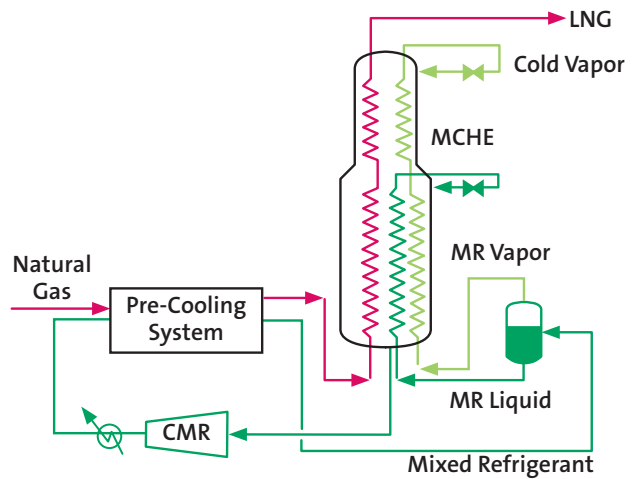 LNG
Cold Vapor
MCHE
MR Vapor
Natural
Gas
Pre-Cooling
System
MR Liquid
CMR
Mixed Refrigerant